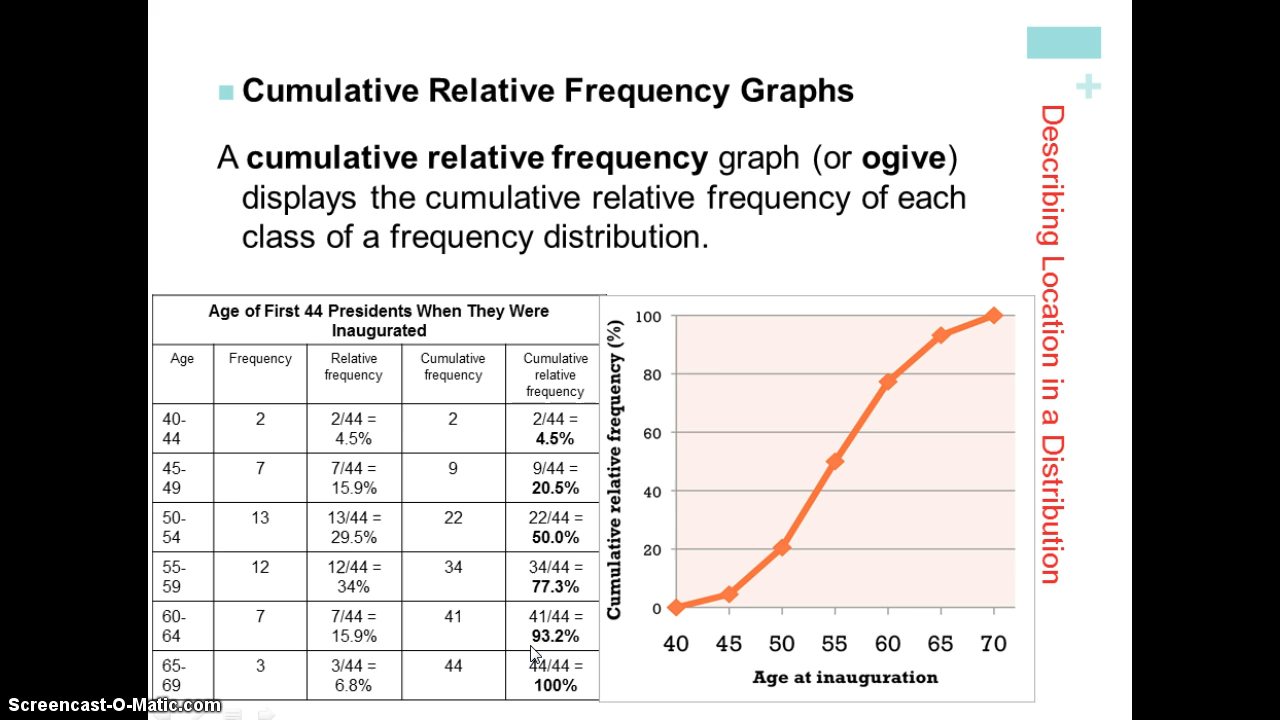 Cumulative Relative Frequency Graphs
A cumulative relative frequency graph (or ogive)
displays the cumulative relative frequency of each
class of a frequency distribution.
Describing Location in a Distribution
Age of First 44 Presidents When They Were
Inaugurated
Age Frequency Relative frequency Cumulative frequency Cumulative relative frequency
40-44 2 2/44 = 4.5% 2 2/44 = 4.5%
45-49 7 7/44 = 15.9% 9 9/44 = 20.5%
50-54 13 13/44 = 29.5% 22 22/44 = 50.0%
55-59 12 12/44 = 34% 34 34/44 = 77.3%
60-64 7 7/44 = 15.9% 41 41/44 = 93.2%
65-69 3 3/44 = 6.8% 44 44/44 = 100%
Cumulative relative frequency (%)
100
80
60
40
20
0
40 45 50 55 60 65 70
Age at inauguration
Screencast-O-Matic.com